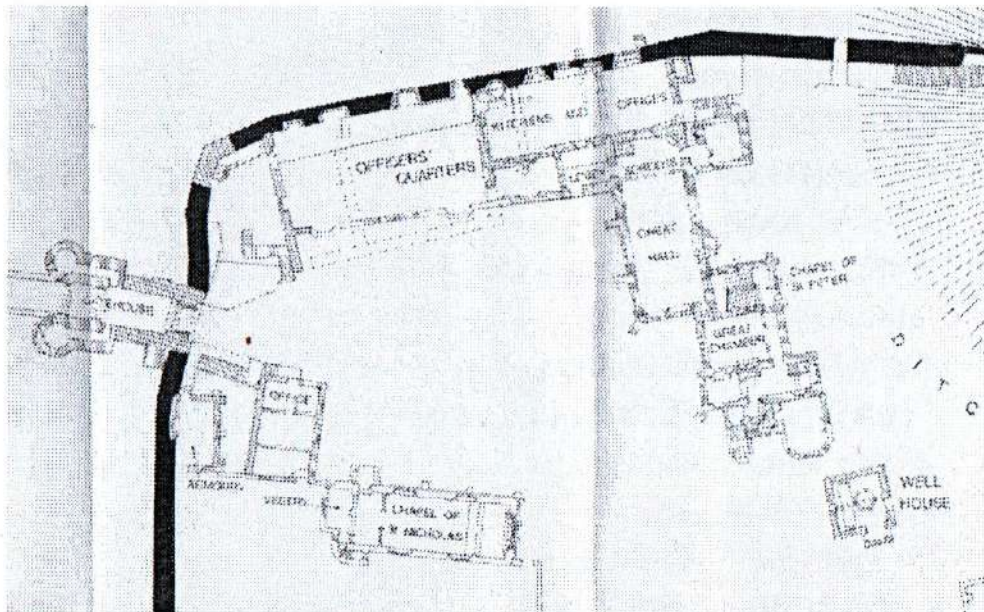 OFFICERS'
QUARTERS
KITCHENS AND
OFFICES
GREAT
HALL
CHAPEL OF
ST PETER
GREAT
CHAMBER
OFFICE
ARMOURY
VESTRY
CHAPEL OF
ST NICHOLAS
WELL
HOUSE